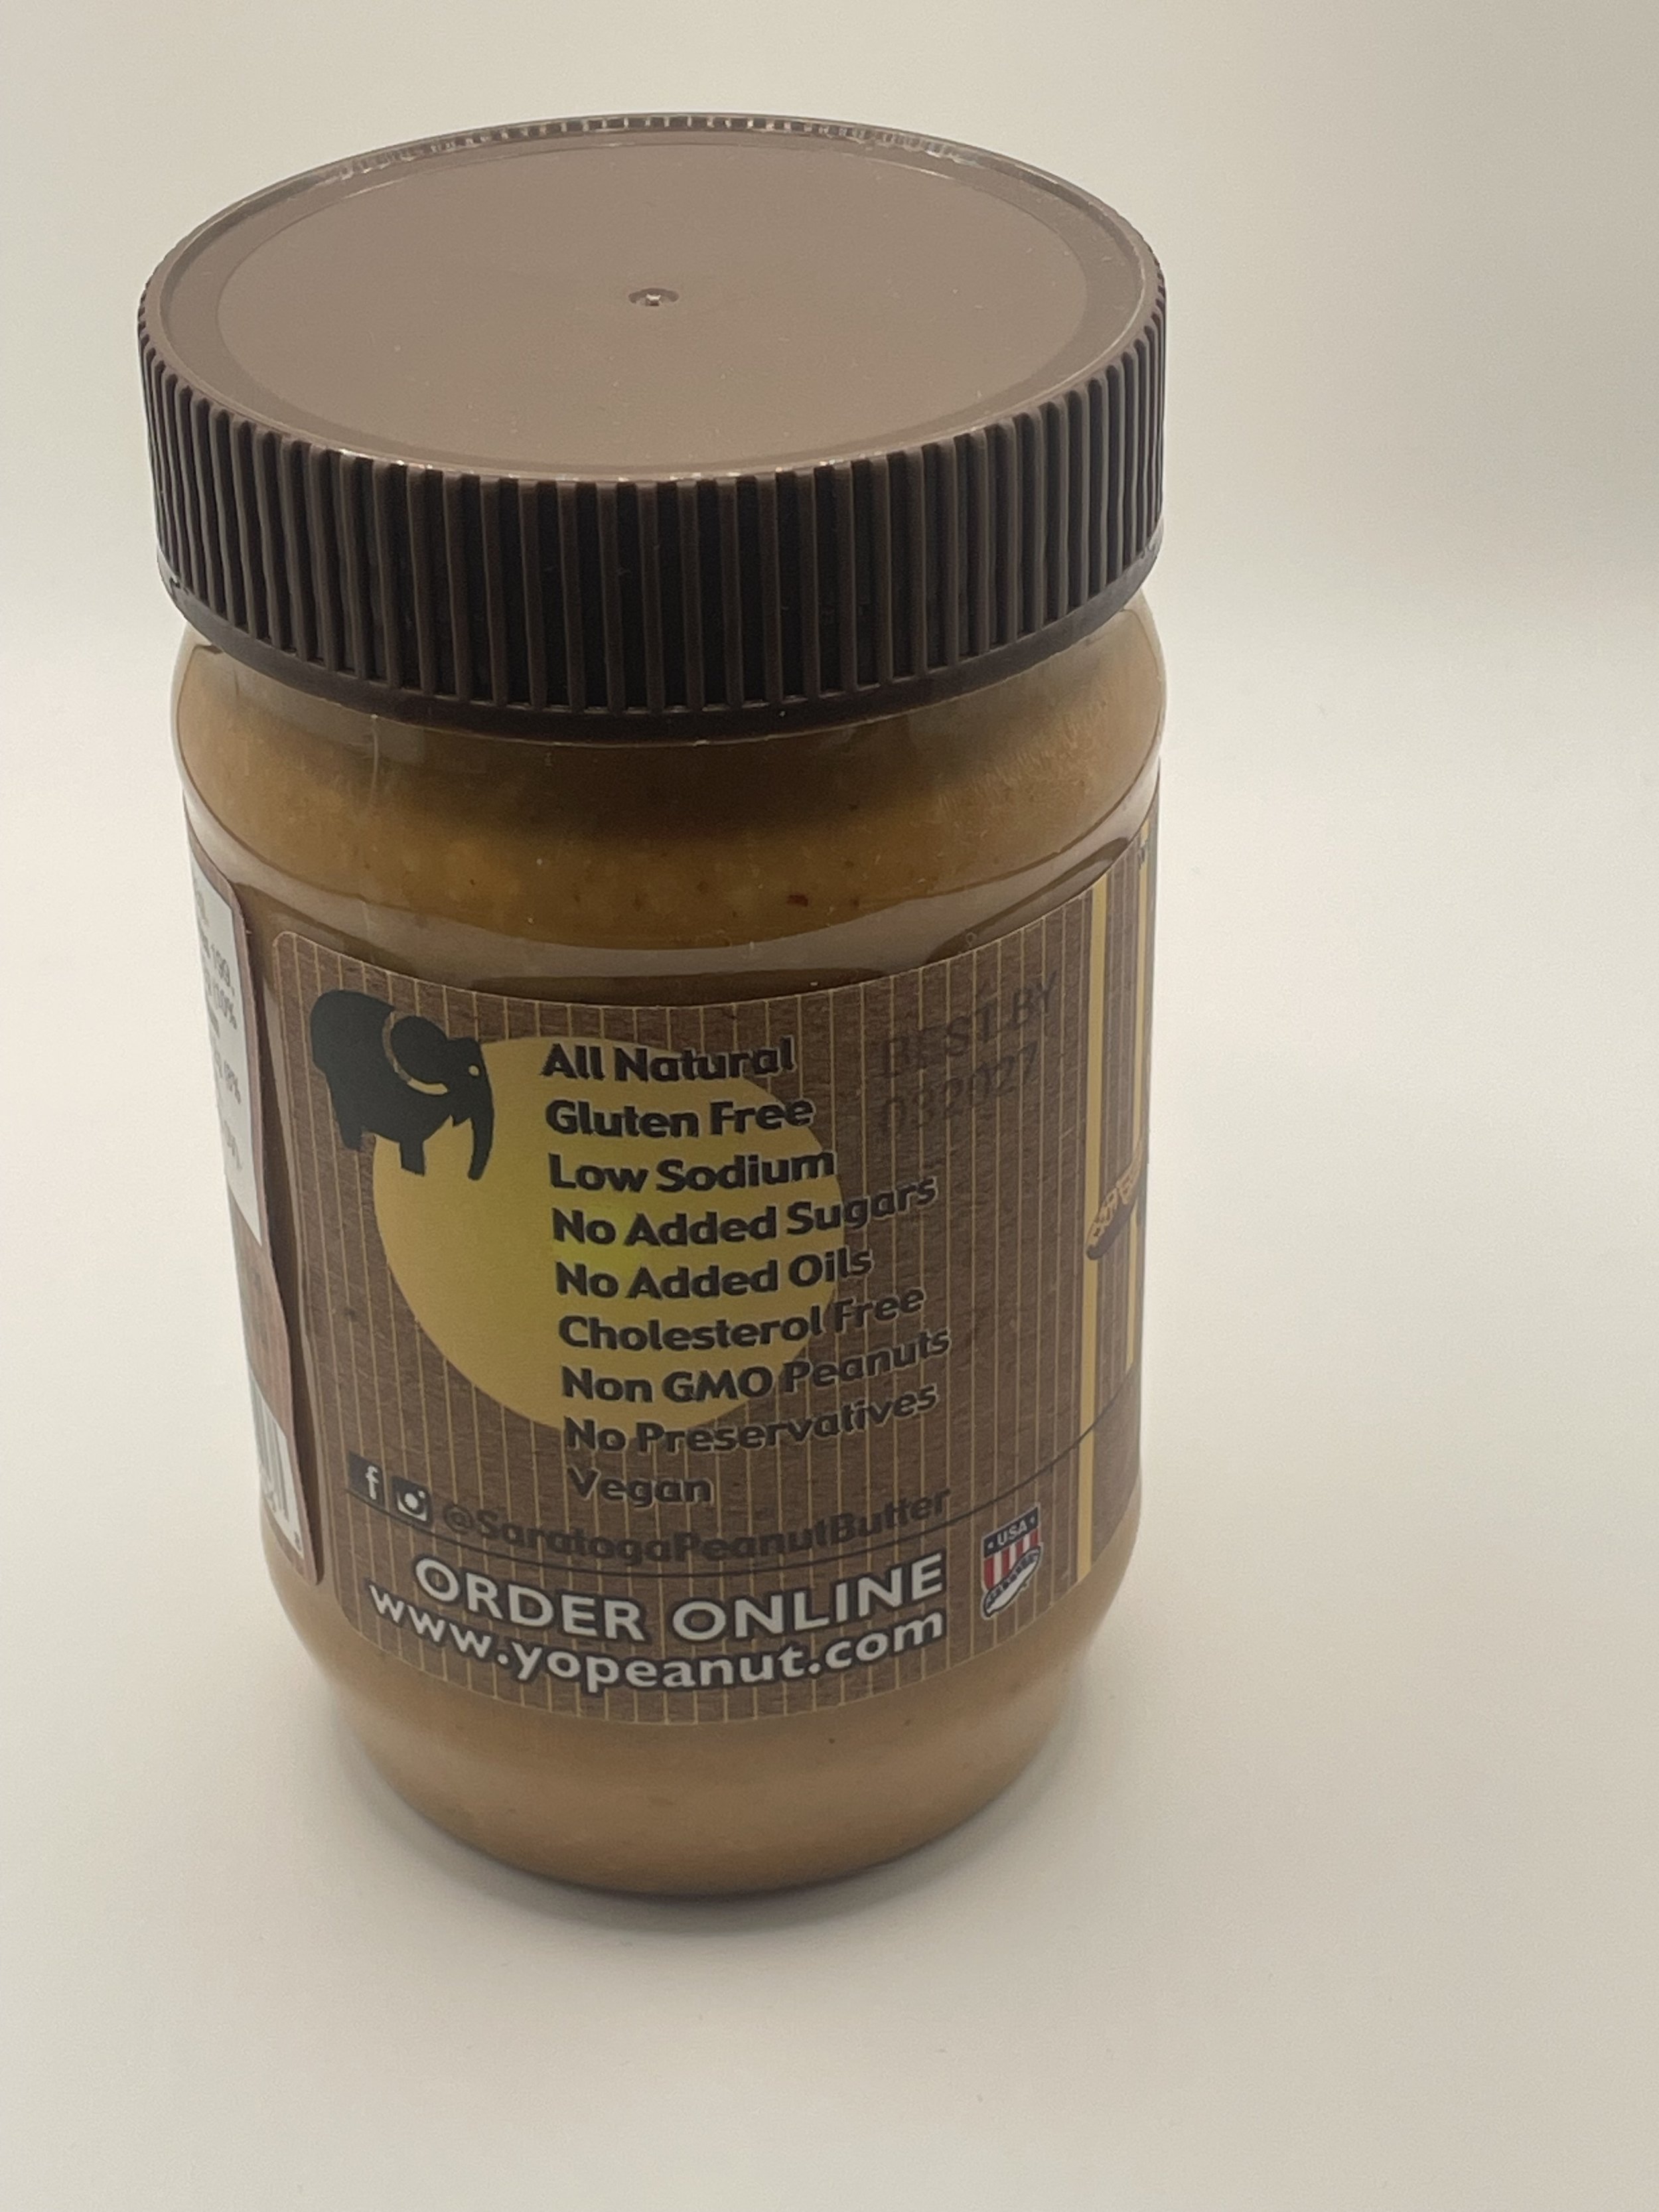 All Natural
Gluten Free
Low Sodium
No Added Sugars
No Added Oils
Cholesterol Free
Non GMO Peanuts
No Preservatives
Vegan
BEST BY
032027
f @SaratogaPeanutButter
ORDER ONLINE
www.yopeanut.com
USA